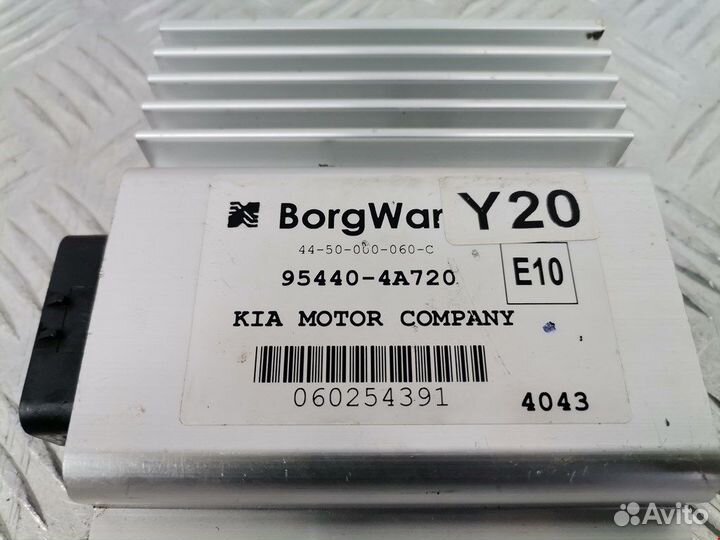 BorgWar
Y20
44-50-000-060-C
95440-4A720
E10
KIA MOTOR COMPANY
060254391
4043
Avito